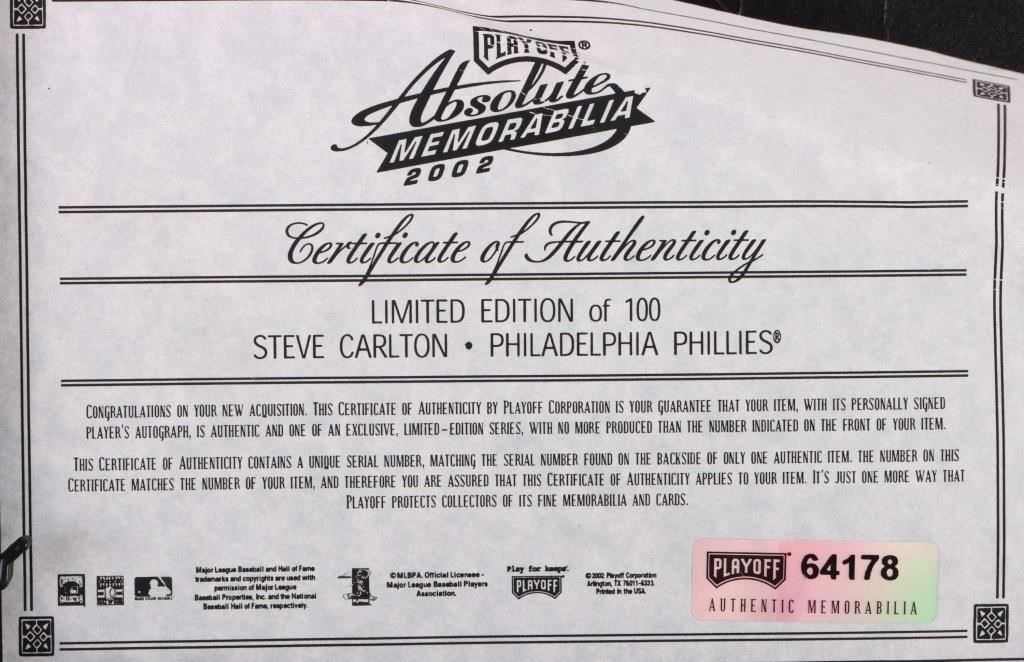 PLAYOFF®
Absolute
MEMORABILIA
2002
Certificate of Authenticity
LIMITED EDITION of 100
STEVE CARLTON • PHILADELPHIA PHILLIES®
CONGRATULATIONS ON YOUR NEW ACQUISITION. THIS CERTIFICATE OF AUTHENTICITY BY PLAYOFF CORPORATION IS YOUR GUARANTEE THAT YOUR ITEM, WITH ITS PERSONALLY SIGNED
PLAYER'S AUTOGRAPH, IS AUTHENTIC AND ONE OF AN EXCLUSIVE, LIMITED-EDITION SERIES, WITH NO MORE PRODUCED THAN THE NUMBER INDICATED ON THE FRONT OF YOUR ITEM.
THIS CERTIFICATE OF AUTHENTICITY CONTAINS A UNIQUE SERIAL NUMBER, MATCHING THE SERIAL NUMBER FOUND ON THE BACKSIDE OF ONLY ONE AUTHENTIC ITEM. THE NUMBER ON THIS
CERTIFICATE MATCHES THE NUMBER OF YOUR ITEM, AND THEREFORE YOU ARE ASSURED THAT THIS CERTIFICATE OF AUTHENTICITY APPLIES TO YOUR ITEM. IT'S JUST ONE MORE WAY THAT
PLAYOFF PROTECTS COLLECTORS OF ITS FINE MEMORABILIA AND CARDS.
Major League Baseball and Hall of Fame
trademarks and copyrights are used with
permission of Major League
Baseball Properties, Inc. and the National
Baseball Hall of Fame, respectively.
©MLBPA. Official Licensee -
Major League Baseball Players
Association.
Play for keeps.
PLAYOFF
©2002 Playoff Corporation
Arlington, TX 76011-6333.
Printed in the USA.
PLAYOFF 64178
AUTHENTIC MEMORABILIA